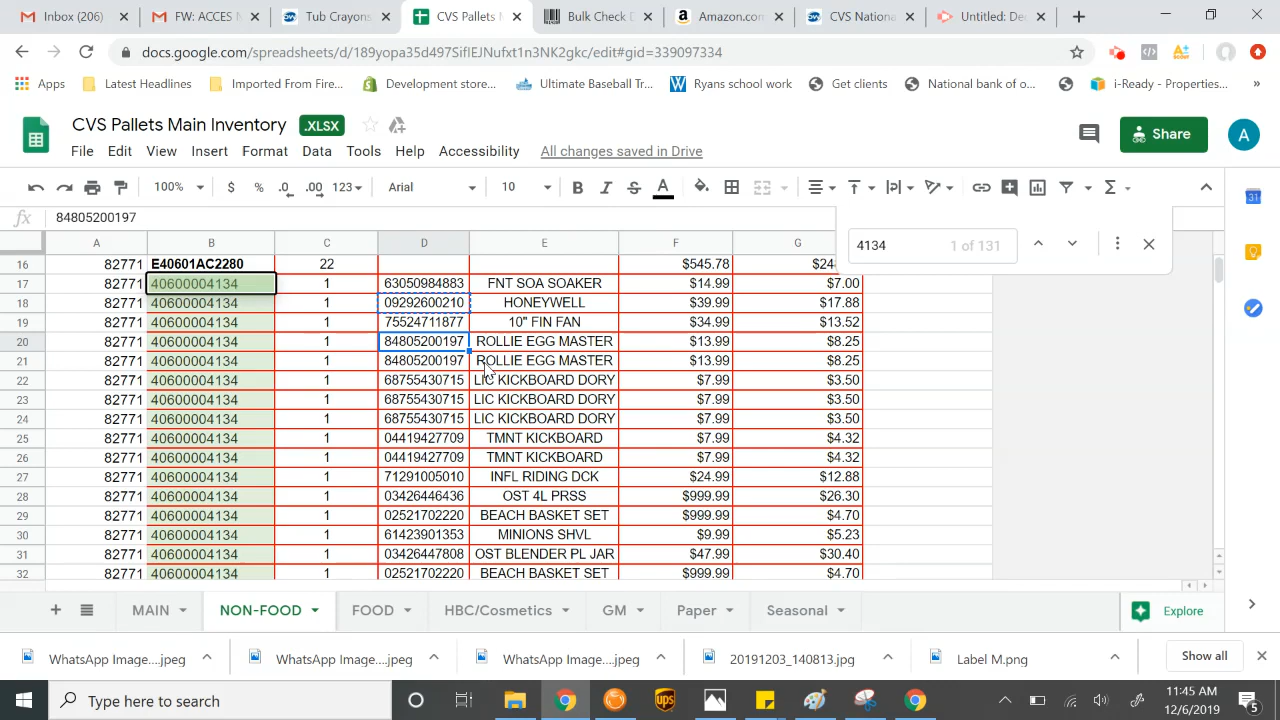 Inbox (206) FW: ACCES N Tub Crayons, CVS Pallets M Bulk Check D Amazon.com CVS National Untitled: Dec
docs.google.com/spreadsheets/d/189yopa35d497SiflEJNufxt1n3NK2gkc/edit#gid=339097334
Apps Latest Headlines Imported From Fire... Development store... Ultimate Baseball Tr... Ryans school work Get clients National bank of o... i-Ready - Properties... »
CVS Pallets Main Inventory .XLSX Share A
File Edit View Insert Format Data Tools Help Accessibility All changes saved in Drive
100% $ % .0 .00 123 Arial 10 B I S A Σ 31
fx 84805200197
4134 1 of 131
A B C D E F G
16 82771 E40601AC2280 22 $545.78 $24
17 82771 40600004134 1 63050984883 FNT SOA SOAKER $14.99 $7.00
18 82771 40600004134 1 09292600210 HONEYWELL $39.99 $17.88
19 82771 40600004134 1 75524711877 10" FIN FAN $34.99 $13.52
20 82771 40600004134 1 84805200197 ROLLIE EGG MASTER $13.99 $8.25
21 82771 40600004134 1 84805200197 ROLLIE EGG MASTER $13.99 $8.25
22 82771 40600004134 1 68755430715 LIC KICKBOARD DORY $7.99 $3.50
23 82771 40600004134 1 68755430715 LIC KICKBOARD DORY $7.99 $3.50
24 82771 40600004134 1 68755430715 LIC KICKBOARD DORY $7.99 $3.50
25 82771 40600004134 1 04419427709 TMNT KICKBOARD $7.99 $4.32
26 82771 40600004134 1 04419427709 TMNT KICKBOARD $7.99 $4.32
27 82771 40600004134 1 71291005010 INFL RIDING DCK $24.99 $12.88
28 82771 40600004134 1 03426446436 OST 4L PRSS $999.99 $26.30
29 82771 40600004134 1 02521702220 BEACH BASKET SET $999.99 $4.70
30 82771 40600004134 1 61423901353 MINIONS SHVL $9.99 $5.23
31 82771 40600004134 1 03426447808 OST BLENDER PL JAR $47.99 $30.40
32 82771 40600004134 1 02521702220 BEACH BASKET SET $999.99 $4.70
MAIN NON-FOOD FOOD HBC/Cosmetics GM Paper Seasonal Explore
WhatsApp Image....jpeg WhatsApp Image....jpeg WhatsApp Image....jpeg 20191203_140813.jpg Label M.png Show all
Type here to search ups 11:45 AM
12/6/2019 5